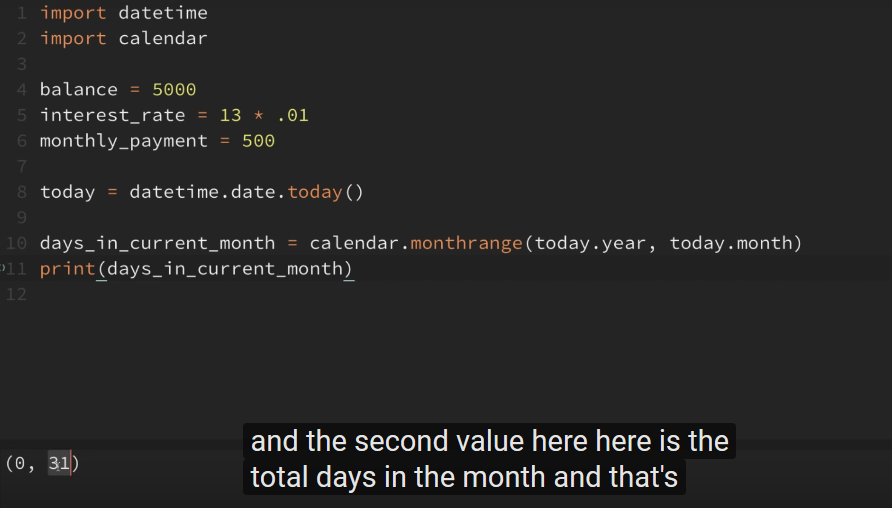 1 import datetime
2 import calendar
3
4 balance = 5000
5 interest_rate = 13 * .01
6 monthly_payment = 500
7
8 today = datetime.date.today()
9
10 days_in_current_month = calendar.monthrange(today.year, today.month)
11 print(days_in_current_month)
12
(0, 31)
and the second value here here is the
total days in the month and that's